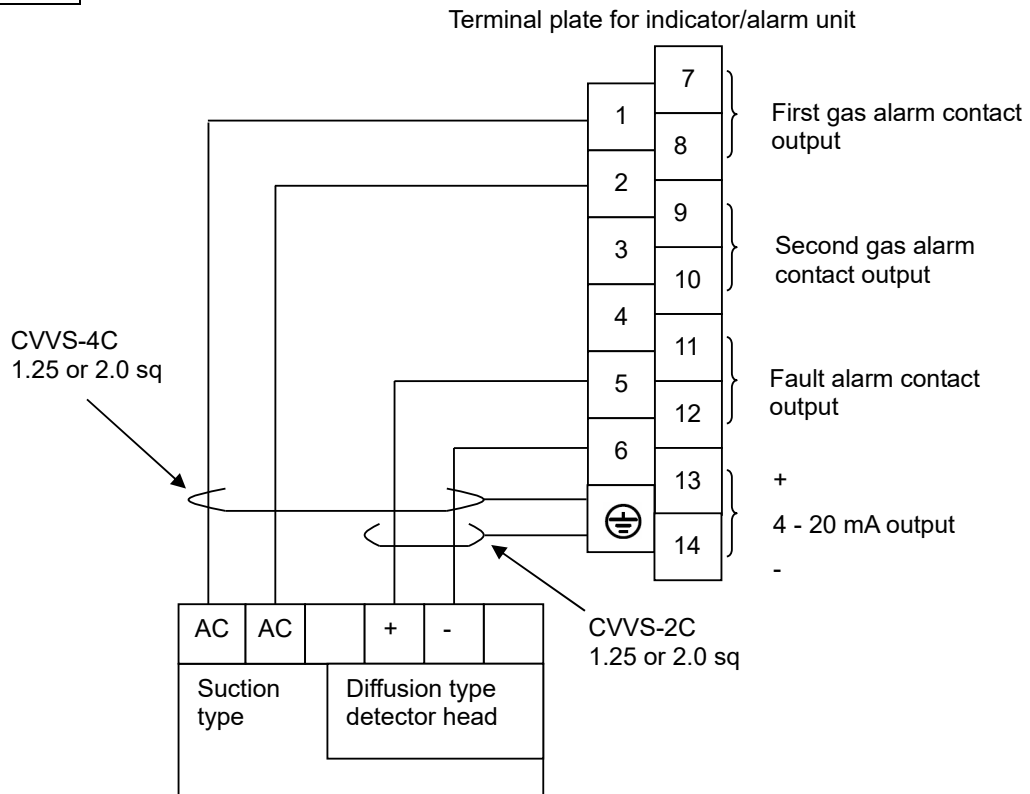 Terminal plate for indicator/alarm unit
7
1
First gas alarm contact
output
8
2
9
3
Second gas alarm
contact output
10
4
11
CVVS-4C
1.25 or 2.0 sq
5
Fault alarm contact
output
12
6
13
+
4 - 20 mA output
14
-
AC AC + -
CVVS-2C
1.25 or 2.0 sq
Suction
type
Diffusion type
detector head